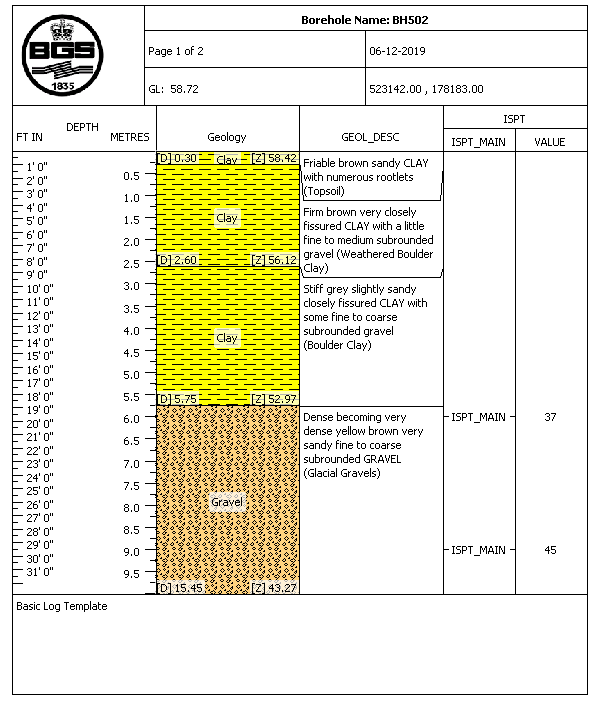 BGS
1835
Borehole Name: BH502
Page 1 of 2
06-12-2019
GL: 58.72
523142.00 , 178183.00
DEPTH
FT IN
METRES
Geology
GEOL_DESC
ISPT
ISPT_MAIN
VALUE
1' 0"
2' 0"
3' 0"
4' 0"
5' 0"
6' 0"
7' 0"
8' 0"
9' 0"
10' 0"
11' 0"
12' 0"
13' 0"
14' 0"
15' 0"
16' 0"
17' 0"
18' 0"
19' 0"
20' 0"
21' 0"
22' 0"
23' 0"
24' 0"
25' 0"
26' 0"
27' 0"
28' 0"
29' 0"
30' 0"
31' 0"
0.5
1.0
1.5
2.0
2.5
3.0
3.5
4.0
4.5
5.0
5.5
6.0
6.5
7.0
7.5
8.0
8.5
9.0
9.5
[D] 0.30 Clay [Z] 58.42
Clay
[D] 2.60 [Z] 56.12
Clay
[D] 5.75 [Z] 52.97
Gravel
[D] 15.45 [Z] 43.27
Friable brown sandy CLAY
with numerous rootlets
(Topsoil)
Firm brown very closely
fissured CLAY with a little
fine to medium subrounded
gravel (Weathered Boulder
Clay)
Stiff grey slightly sandy
closely fissured CLAY with
some fine to coarse
subrounded gravel
(Boulder Clay)
Dense becoming very
dense yellow brown very
sandy fine to coarse
subrounded GRAVEL
(Glacial Gravels)
ISPT_MAIN 37
ISPT_MAIN 45
Basic Log Template